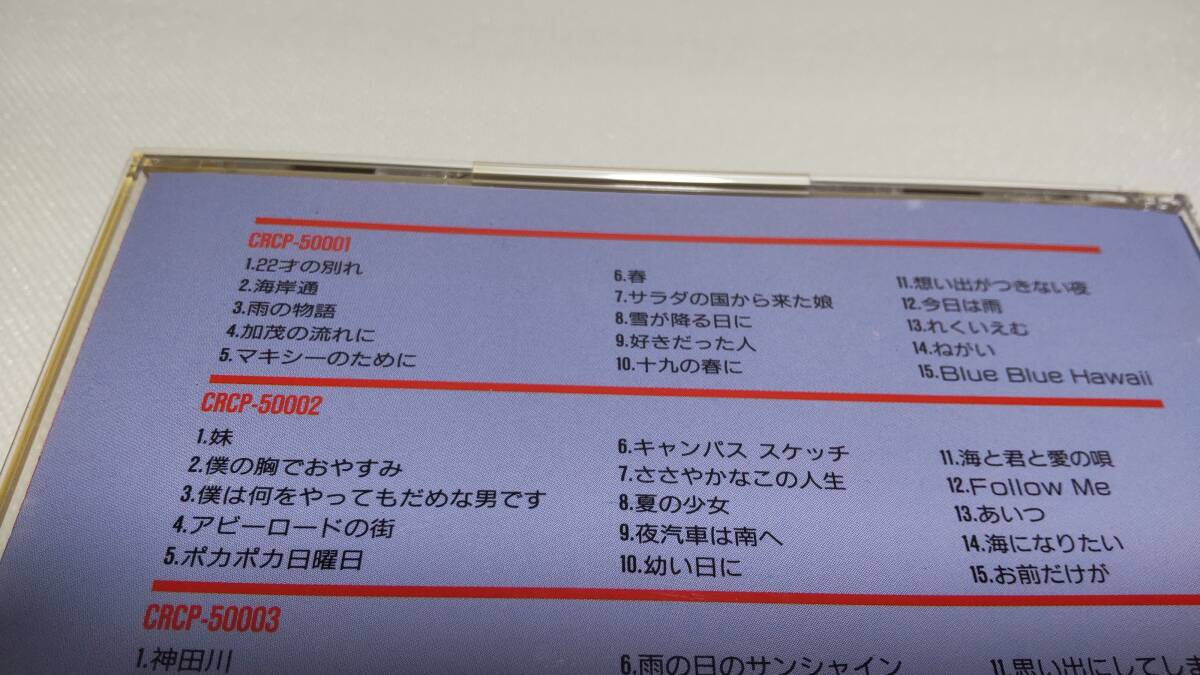 CRCP-50001
1.22才の別れ
2.海岸通
3.雨の物語
4.加茂の流れに
5.マキシーのために
6.春
7.サラダの国から来た娘
8.雪が降る日に
9.好きだった人
10.十九の春に
11.想い出がつきない夜
12.今日は雨
13.れくいえむ
14.ねがい
15.Blue Blue Hawaii
CRCP-50002
1.妹
2.僕の胸でおやすみ
3.僕は何をやってもだめな男です
4.アビーロードの街
5.ポカポカ日曜日
6.キャンパス スケッチ
7.ささやかなこの人生
8.夏の少女
9.夜汽車は南へ
10.幼い日に
11.海と君と愛の唄
12.Follow Me
13.あいつ
14.海になりたい
15.お前だけが
CRCP-50003
1.神田川
6.雨の日のサンシャイン
11.思い出にしてしま